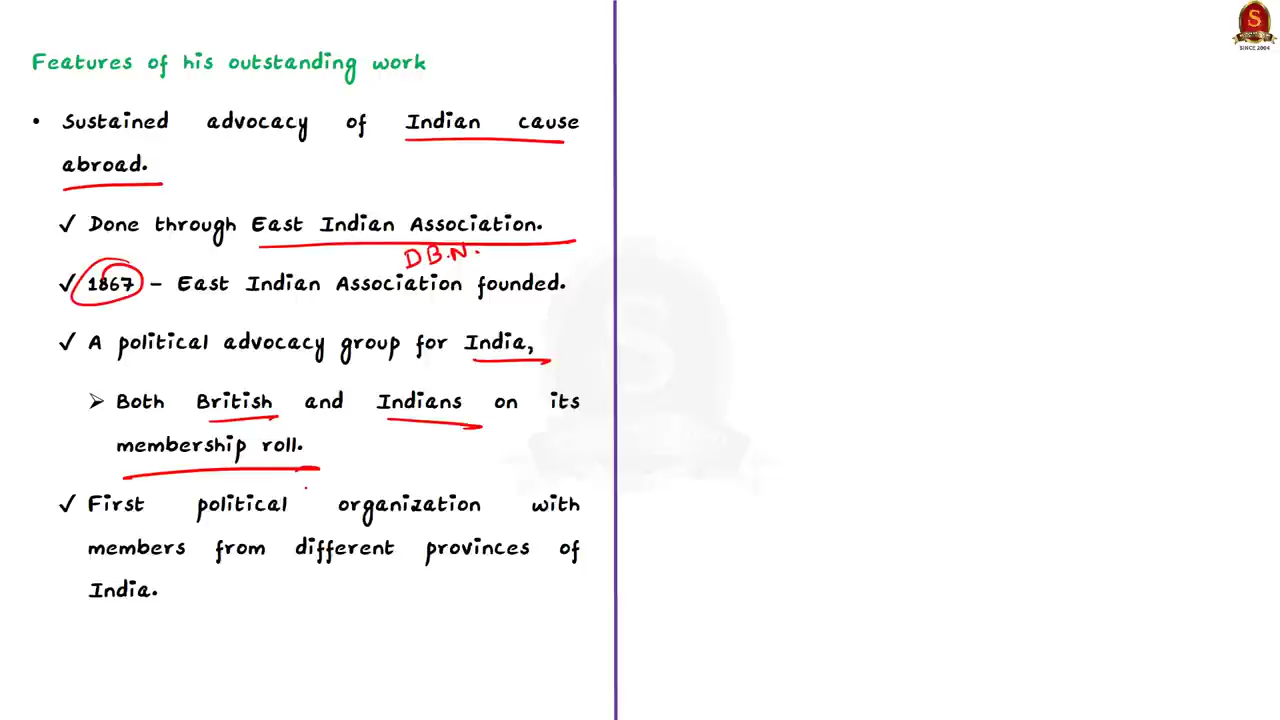 Features of his outstanding work
• Sustained advocacy of Indian cause
abroad.
✓ Done through East Indian Association.
D B.N.
✓ 1867 – East Indian Association founded.
✓ A political advocacy group for India,
➢ Both British and Indians on its
membership roll.
✓ First political organization with
members from different provinces of
India.
S
SINCE 2004